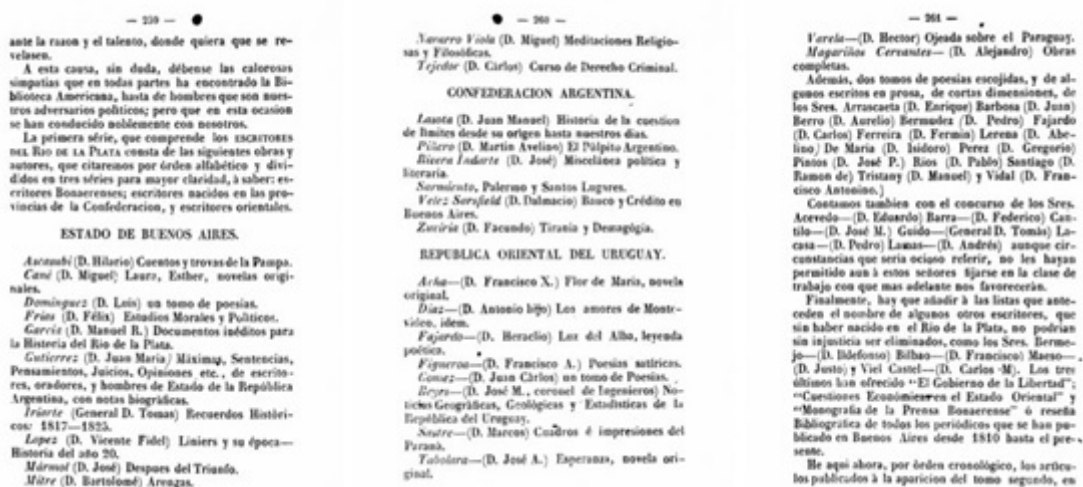 — 259 —
ante la razon y el talento, donde quiera que se re-
velasen.
A esta causa, sin duda, débense las calorosas
simpatias que en todas partes ha encontrado la Bi-
blioteca Americana, hasta de hombres que son nues-
tros adversarios politicos; pero que en esta ocasion
se han conducido noblemente con nosotros.
La primera série, que comprende los ESCRITORES
DEL RIO DE LA PLATA consta de las siguientes obras y
autores, que citaremos por órden alfabético y divi-
didos en tres séries para mayor claridad, à saber: es-
critores Bonaerenses; escritores nacidos en las pro-
vincias de la Confederacion, y escritores orientales.
ESTADO DE BUENOS AIRES.
Ascasubi (D. Hilario) Cuentos y trovas de la Pampa.
Cané (D. Miguel) Laura, Esther, novelas origi-
nales.
Dominguez (D. Luis) un tomo de poesias.
Frias (D. Félix) Estudios Morales y Politicos.
Garcia (D. Manuel R.) Documentos inéditos para
la Historia del Rio de la Plata.
Gutierrez (D. Juan Maria) Máximas, Sentencias,
Pensamientos, Juicios, Opiniones etc., de escrito-
res, oradores, y hombres de Estado de la República
Argentina, con notas biográficas.
Iriarte (General D. Tomas) Recuerdos Históri-
cos: 1817—1825.
Lopez (D. Vicente Fidel) Liniers y su época—
Historia del año 20.
Mármol (D. José) Despues del Triunfo.
Mitre (D. Bartolomé) Arengas.
— 260 —
Navarro Viola (D. Miguel) Meditaciones Religio-
sas y Filosóficas.
Tejedor (D. Cárlos) Curso de Derecho Criminal.
CONFEDERACION ARGENTINA.
Lasota (D. Juan Manuel) Historia de la cuestion
de límites desde su origen hasta nuestros dias.
Piñero (D. Martin Avelino) El Púlpito Argentino.
Rivera Indarte (D. José) Miscelánea política y
literaria.
Sarmiento, Palermo y Santos Lugares.
Velez Sarsfield (D. Dalmacio) Banco y Crédito en
Buenos Aires.
Zuviria (D. Facundo) Tirania y Demagógia.
REPUBLICA ORIENTAL DEL URUGUAY.
Acha—(D. Francisco X.) Flor de Maria, novela
original.
Diaz—(D. Antonio hijo) Los amores de Monte-
video, idem.
Fajardo—(D. Heraclio) Luz del Alba, leyenda
poética.
Figueroa—(D. Francisco A.) Poesias satíricas.
Gomez—(D. Juan Cárlos) un tomo de Poesias.
Reyes—(D. José M., coronel de Ingenieros) No-
ticias Geográficas, Geológicas y Estadísticas de la
República del Uruguay.
Sastre—(D. Marcos) Cuadros é impresiones del
Paraná.
Tabolara—(D. José A.) Esperanza, novela ori-
ginal.
— 261 —
Varela—(D. Hector) Ojeada sobre el Paraguay.
Magariños Cervantes—(D. Alejandro) Obras
completas.
Además, dos tomos de poesias escojidas, y de al-
gunos escritos en prosa, de cortas dimensiones, de
los Sres. Arrascaeta (D. Enrique) Barbosa (D. Juan)
Berro (D. Aurelio) Bermudez (D. Pedro) Fajardo
(D. Carlos) Ferreira (D. Fermin) Lerena (D. Abe-
lino) De Maria (D. Isidoro) Perez (D. Gregorio)
Pintos (D. José P.) Rios (D. Pablo) Santiago (D.
Ramon de) Tristany (D. Manuel) y Vidal (D. Fran-
cisco Antonino.)
Contamos tambien con el concurso de los Sres.
Acevedo—(D. Eduardo) Barra—(D. Federico) Can-
tilo—(D. José M.) Guido—(General D. Tomás) La-
casa—(D. Pedro) Lamas—(D. Andrés) aunque cir-
cunstancias que seria ocioso referir, no les hayan
permitido aun à estos señores fijarse en la clase de
trabajo con que mas adelante nos favorecerán.
Finalmente, hay que añadir à las listas que ante-
ceden el nombre de algunos otros escritores, que
sin haber nacido en el Rio de la Plata, no podrian
sin injusticia ser eliminados, como los Sres. Berme-
jo—(D. Ildefonso) Bilbao—(D. Francisco) Maeso—
(D. Justo) y Viel Castel—(D. Carlos M). Los tres
últimos han ofrecido "El Gobierno de la Libertad";
"Cuestiones Económicas en el Estado Oriental" y
"Monografia de la Prensa Bonaerense" ó reseña
Bibliográfica de todos los periódicos que se han pu-
blicado en Buenos Aires desde 1810 hasta el pre-
sente.
He aqui ahora, por órden cronológico, los artícu-
los publicados à la aparicion del tomo segundo, en